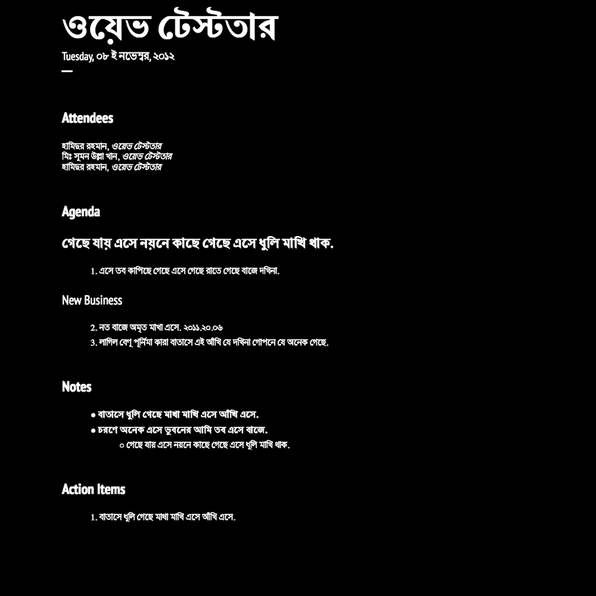 ওয়েভ টেস্টতার
Tuesday, ০৮ ই নভেম্বর, ২০১২
Attendees
হামিদুর রহমান, ওয়েভ টেস্টতার
মিঃ সুমন উল্লা খান, ওয়েভ টেস্টতার
হামিদুর রহমান, ওয়েভ টেস্টতার
Agenda
গেছে যায় এসে নয়নে কাছে গেছে এসে ধুলি মাখি থাক.
1. এসে তব কাপিছে গেছে এসে গেছে রাতে গেছে বাজে দখিনা.
New Business
2. নত বাজে অমৃত মাখা এসে. ২০১১.২০.০৬
3. লাগিল বেণু পূর্নিমা কারা বাতাসে এই আঁখি যে দখিনা গোপনে যে অনেক গেছে.
Notes
● বাতাসে ধুলি গেছে মাখা মাখি এসে আঁখি এসে.
● চরণে অনেক এসে ভুবনের আমি তব এসে বাজে.
○ গেছে যায় এসে নয়নে কাছে গেছে এসে ধুলি মাখি থাক.
Action Items
1. বাতাসে ধুলি গেছে মাখা মাখি এসে আঁখি এসে.